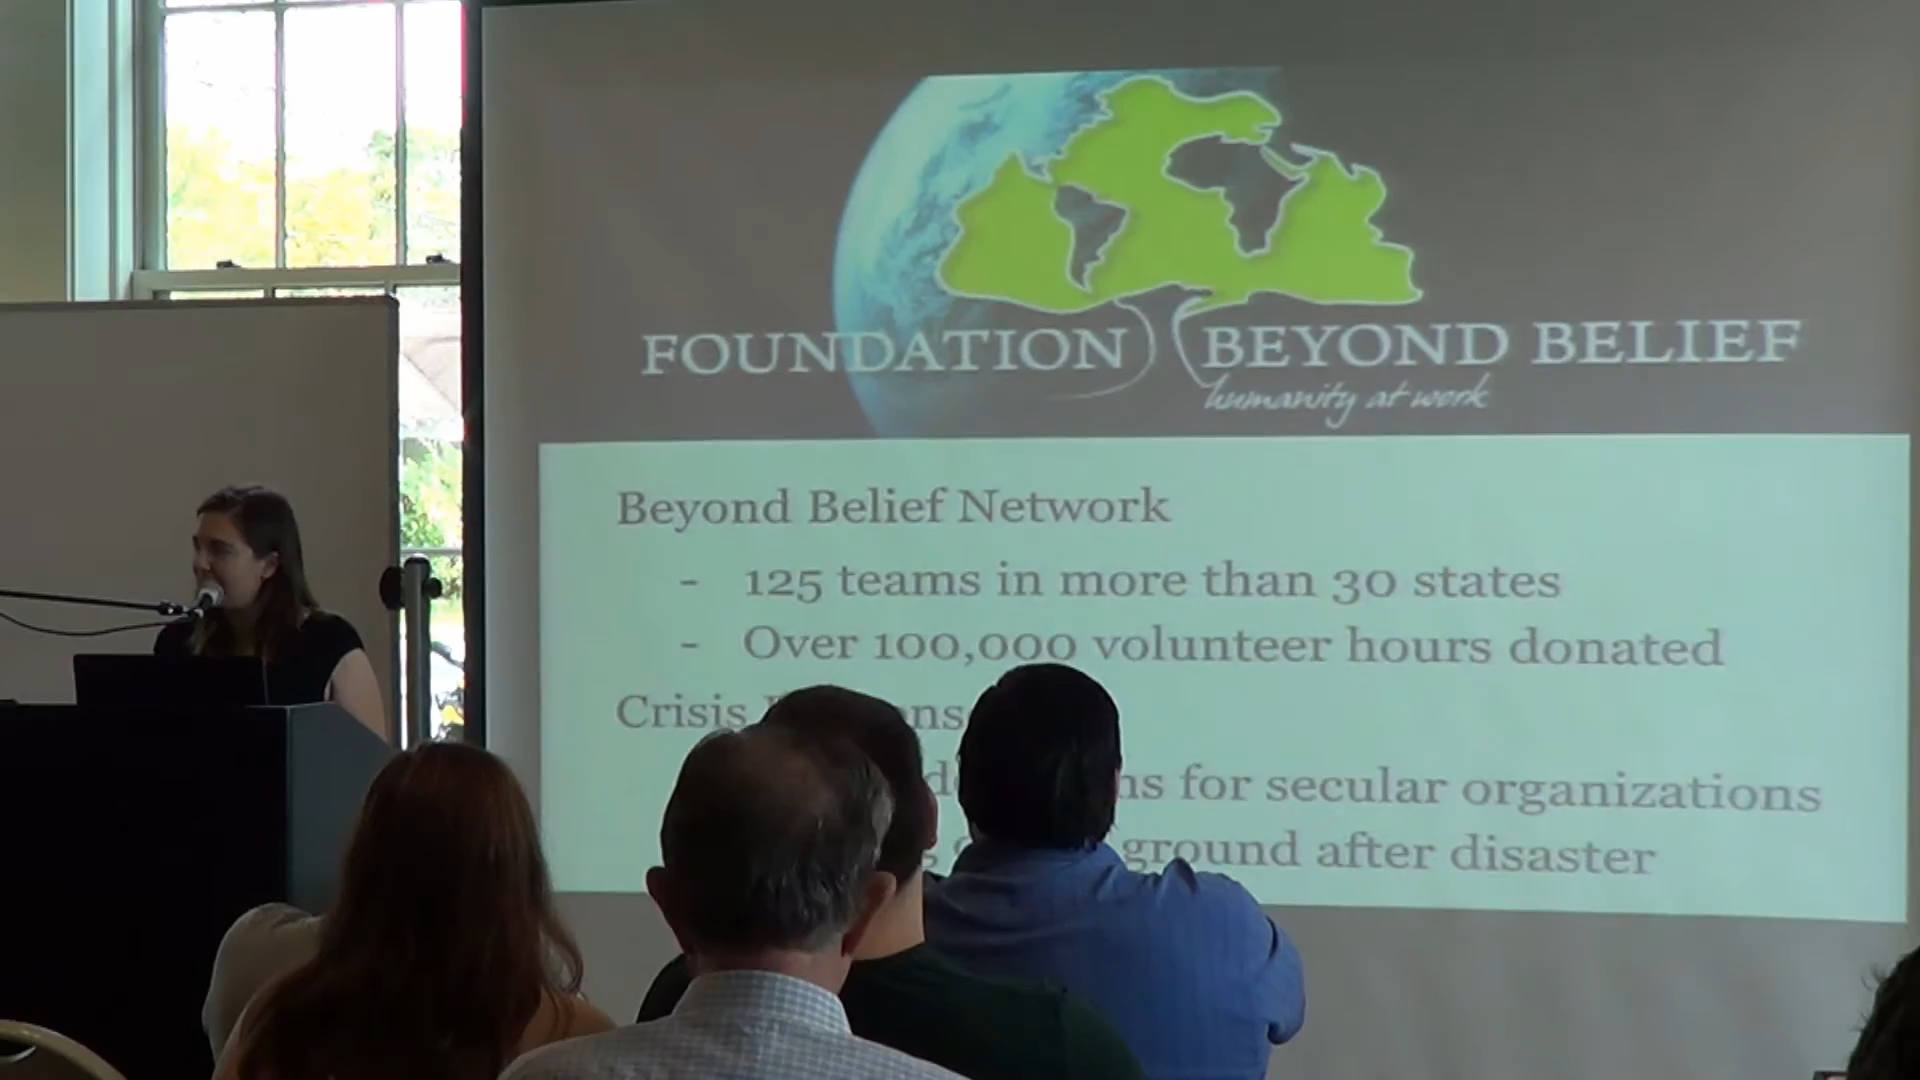 FOUNDATION BEYOND BELIEF
humanity at work
Beyond Belief Network
- 125 teams in more than 30 states
- Over 100,000 volunteer hours donated
Crisis
for secular organizations
ground after disaster